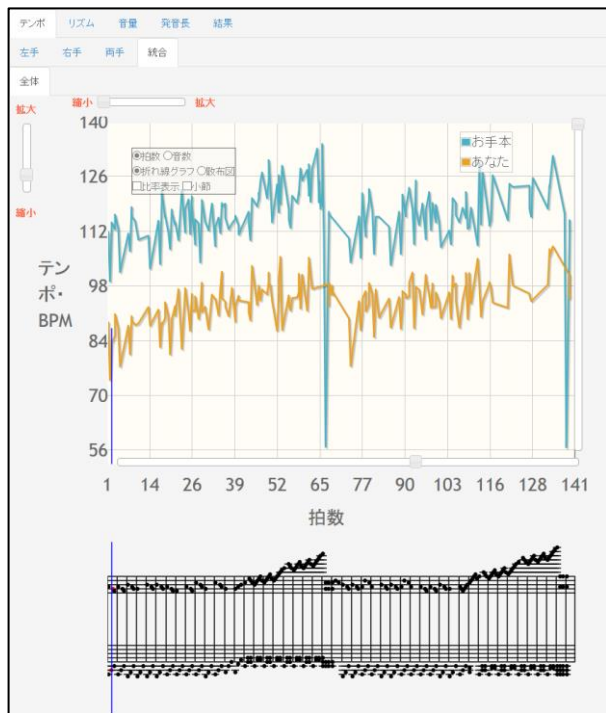 テンポ リズム 音量 発音長 結果
左手 右手 両手 統合
全体
拡大 縮小 拡大
縮小
140
126
112
98
84
70
56
◉拍数 ○音数
◉折れ線グラフ ○散布図
□比率表示 □小節
お手本
あなた
テン
ポ・
BPM
1 14 26 39 52 65 77 90 103 116 128 141
拍数